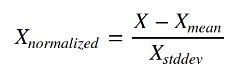 X_normalized = (X − X_mean) / X_stddev